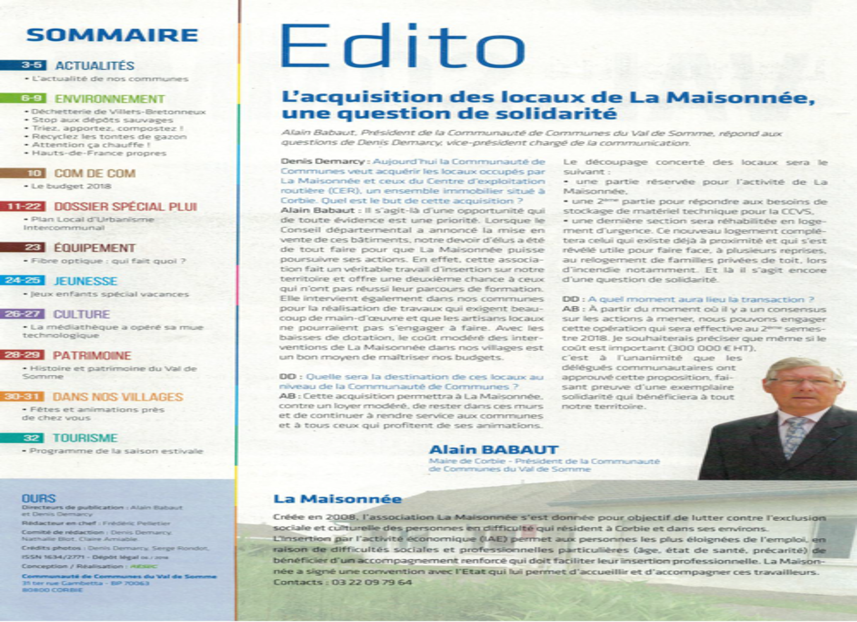 SOMMAIRE
3-5 ACTUALITÉS
• L'actualité de nos communes
6-9 ENVIRONNEMENT
• Déchetterie de Villers-Bretonneux
• Stop aux dépôts sauvages
• Triez, apportez, compostez !
• Recyclez les tontes de gazon
• Attention ça chauffe !
• Hauts-de-France propres
10 COM DE COM
• Le budget 2018
11-22 DOSSIER SPÉCIAL PLUI
• Plan Local d'Urbanisme
Intercommunal
23 ÉQUIPEMENT
• Fibre optique : qui fait quoi ?
24-25 JEUNESSE
• Jeux enfants spécial vacances
26-27 CULTURE
• La médiathèque a opéré sa mue
technologique
28-29 PATRIMOINE
• Histoire et patrimoine du Val de
Somme
30-31 DANS NOS VILLAGES
• Fêtes et animations près
de chez vous
32 TOURISME
• Programme de la saison estivale
OURS
Directeurs de publication : Alain Babaut
et Denis Demarcy
Rédacteur en chef : Frédéric Pelletier
Comité de rédaction : Denis Demarcy,
Nathalie Blot, Claire Amable
Crédits photos : Denis Demarcy, Serge Rondot,
ISSN 1634/2771 - Dépôt légal
Conception / Réalisation :
Communauté de Communes du Val de Somme
31 ter rue Gambetta - BP 70063
80800 CORBIE
Edito
L'acquisition des locaux de La Maisonnée,
une question de solidarité
Alain Babaut, Président de la Communauté de Communes du Val de Somme, répond aux
questions de Denis Demarcy, vice-président chargé de la communication.
Denis Demarcy : Aujourd'hui la Communauté de
Communes veut acquérir les locaux occupés par
La Maisonnée et ceux du Centre d'exploitation
routière (CER), un ensemble immobilier situé à
Corbie. Quel est le but de cette acquisition ?
Alain Babaut : Il s'agit-là d'une opportunité qui
de toute évidence est une priorité. Lorsque le
Conseil départemental a annoncé la mise en
vente de ces bâtiments, notre devoir d'élus a été
de tout faire pour que La Maisonnée puisse
poursuivre ses actions. En effet, cette associa-
tion fait un véritable travail d'insertion sur notre
territoire et offre une deuxième chance à ceux
qui n'ont pas réussi leur parcours de formation.
Elle intervient également dans nos communes
pour la réalisation de travaux qui exigent beau-
coup de main-d'œuvre et que les artisans locaux
ne pourraient pas s'engager à faire. Avec les
baisses de dotation, le coût modéré des inter-
ventions de La Maisonnée dans nos villages est
un bon moyen de maîtriser nos budgets.
DD : Quelle sera la destination de ces locaux au
niveau de la Communauté de Communes ?
AB : Cette acquisition permettra à La Maisonnée,
contre un loyer modéré, de rester dans ces murs
et de continuer à rendre service aux communes
et à tous ceux qui profitent de ses animations.
Le découpage concerté des locaux sera le
suivant :
• une partie réservée pour l'activité de La
Maisonnée,
• une 2ème partie pour répondre aux besoins de
stockage de matériel technique pour la CCVS,
• une dernière section sera réhabilitée en loge-
ment d'urgence. Ce nouveau logement complé-
tera celui qui existe déjà à proximité et qui s'est
révélé utile pour faire face, à plusieurs reprises,
au relogement de familles privées de toit, lors
d'incendie notamment. Et là il s'agit encore
d'une question de solidarité.
DD : A quel moment aura lieu la transaction ?
AB : À partir du moment où il y a un consensus
sur les actions à mener, nous pouvons engager
cette opération qui sera effective au 2ème semes-
tre 2018. Je souhaiterais préciser que même si le
coût est important (300 000 € HT),
c'est à l'unanimité que les
délégués communautaires ont
approuvé cette proposition, fai-
sant preuve d'une exemplaire
solidarité qui bénéficiera à tout
notre territoire.
Alain BABAUT
Maire de Corbie - Président de la Communauté
de Communes du Val de Somme
La Maisonnée
Créée en 2008, l'association La Maisonnée s'est donnée pour objectif de lutter contre l'exclusion
sociale et culturelle des personnes en difficulté qui résident à Corbie et dans ses environs.
L'insertion par l'activité économique (IAE) permet aux personnes les plus éloignées de l'emploi, en
raison de difficultés sociales et professionnelles particulières (âge, état de santé, précarité) de
bénéficier d'un accompagnement renforcé qui doit faciliter leur insertion professionnelle. La Maison-
née a signé une convention avec l'Etat qui lui permet d'accueillir et d'accompagner ces travailleurs.
Contacts : 03 22 09 79 64